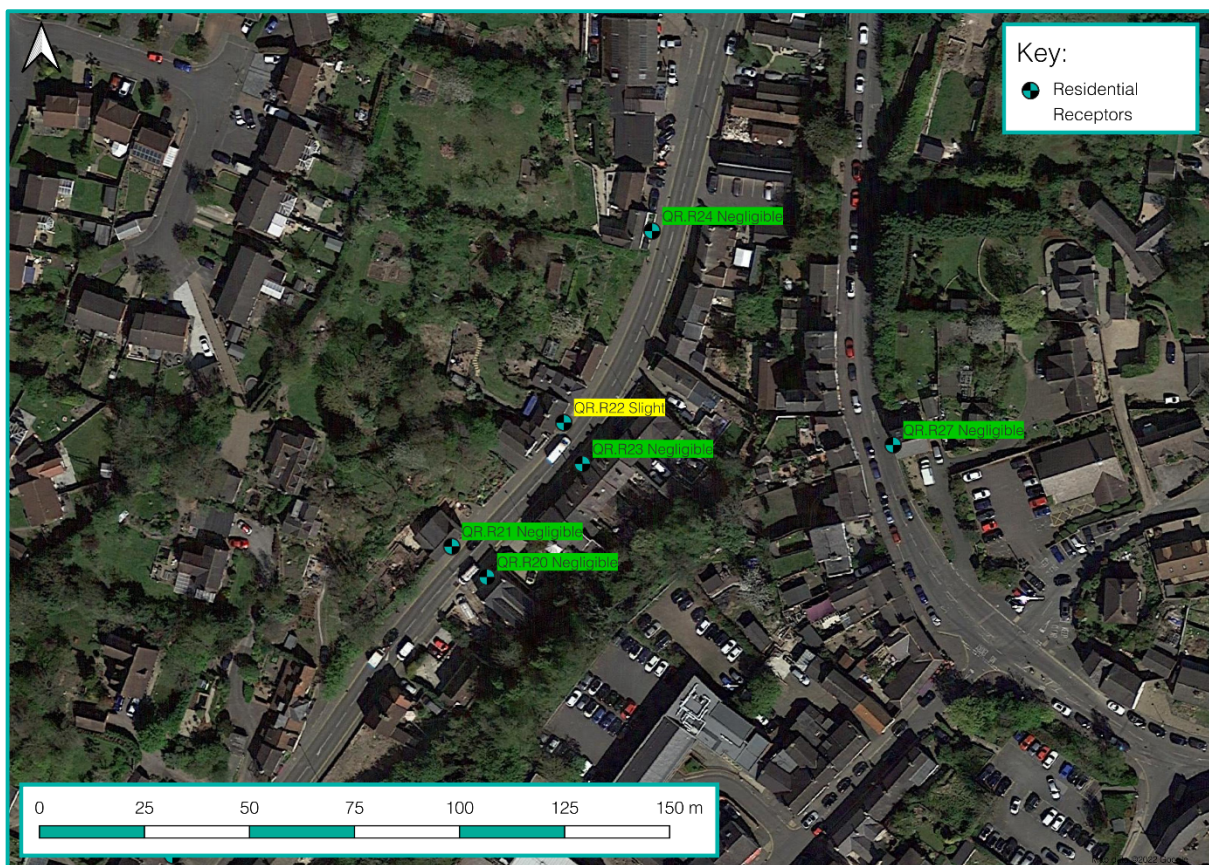 Key:
Residential
Receptors
QR.R24 Negligible
QR.R22 Slight
QR.R27 Negligible
QR.R23 Negligible
QR.R21 Negligible
QR.R20 Negligible
0 25 50 75 100 125 150 m